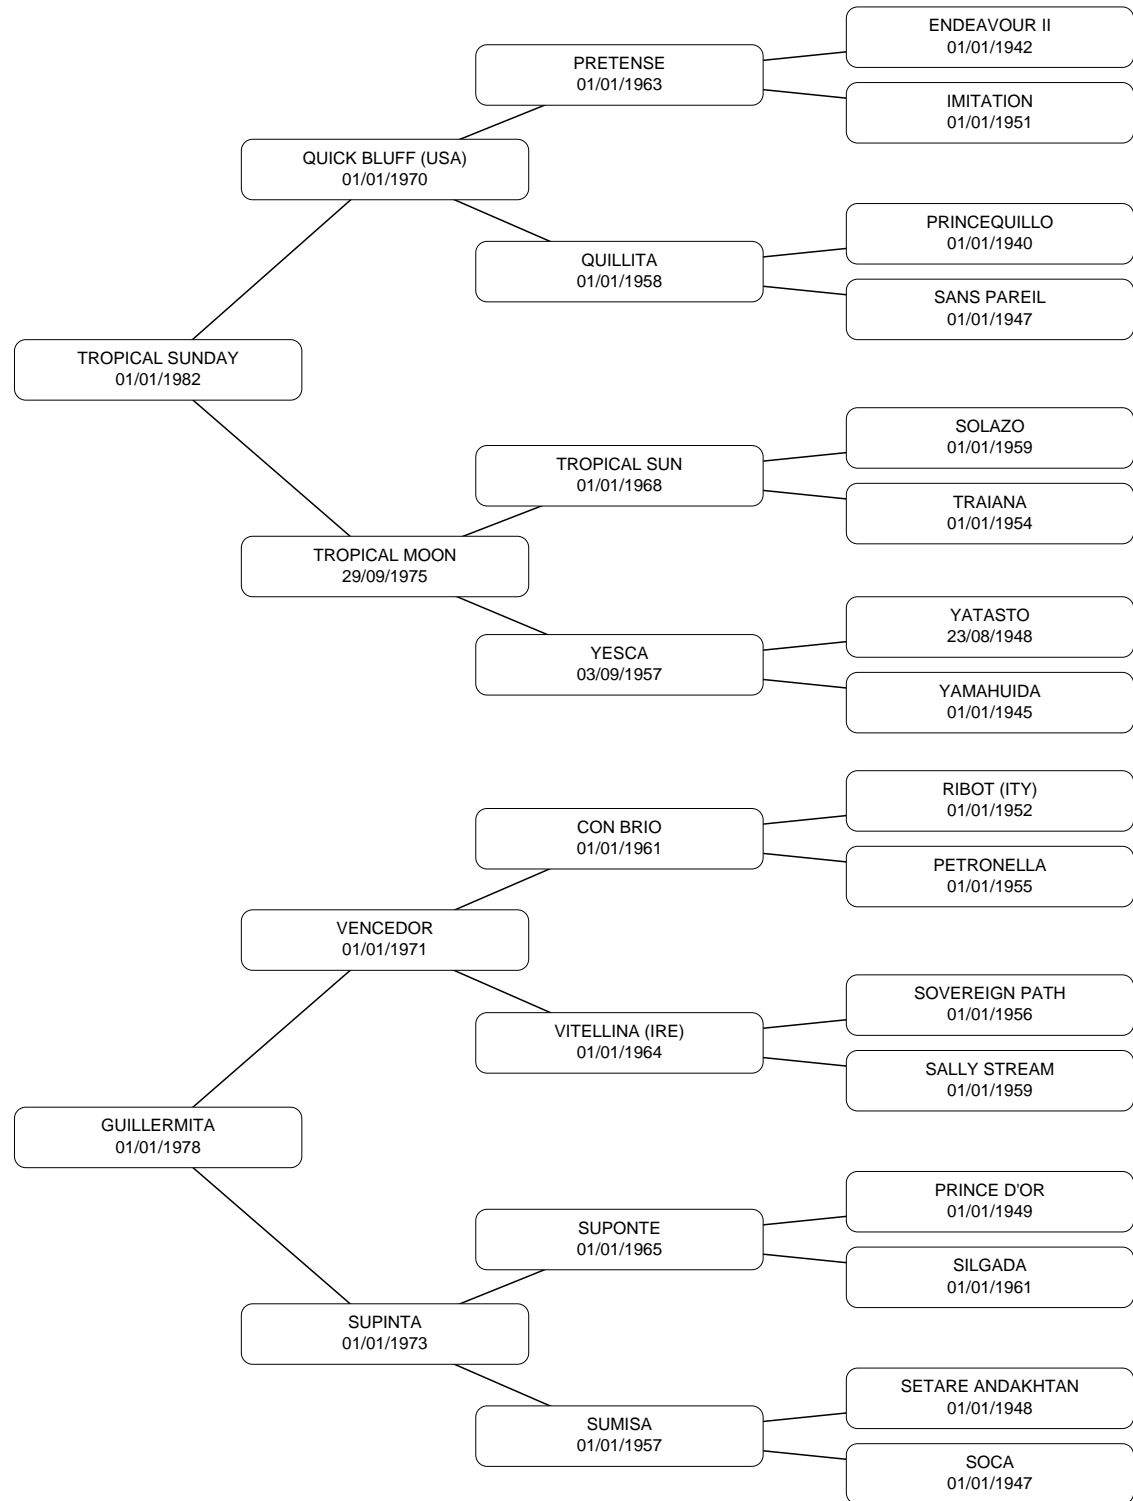 ENDEAVOUR II
01/01/1942
PRETENSE
01/01/1963
IMITATION
01/01/1951
QUICK BLUFF (USA)
01/01/1970
PRINCEQUILLO
01/01/1940
QUILLITA
01/01/1958
SANS PAREIL
01/01/1947
TROPICAL SUNDAY
01/01/1982
SOLAZO
01/01/1959
TROPICAL SUN
01/01/1968
TRAIANA
01/01/1954
TROPICAL MOON
29/09/1975
YATASTO
23/08/1948
YESCA
03/09/1957
YAMAHUIDA
01/01/1945
RIBOT (ITY)
01/01/1952
CON BRIO
01/01/1961
PETRONELLA
01/01/1955
VENCEDOR
01/01/1971
SOVEREIGN PATH
01/01/1956
VITELLINA (IRE)
01/01/1964
SALLY STREAM
01/01/1959
GUILLERMITA
01/01/1978
PRINCE D'OR
01/01/1949
SUPONTE
01/01/1965
SILGADA
01/01/1961
SUPINTA
01/01/1973
SETARE ANDAKHTAN
01/01/1948
SUMISA
01/01/1957
SOCA
01/01/1947